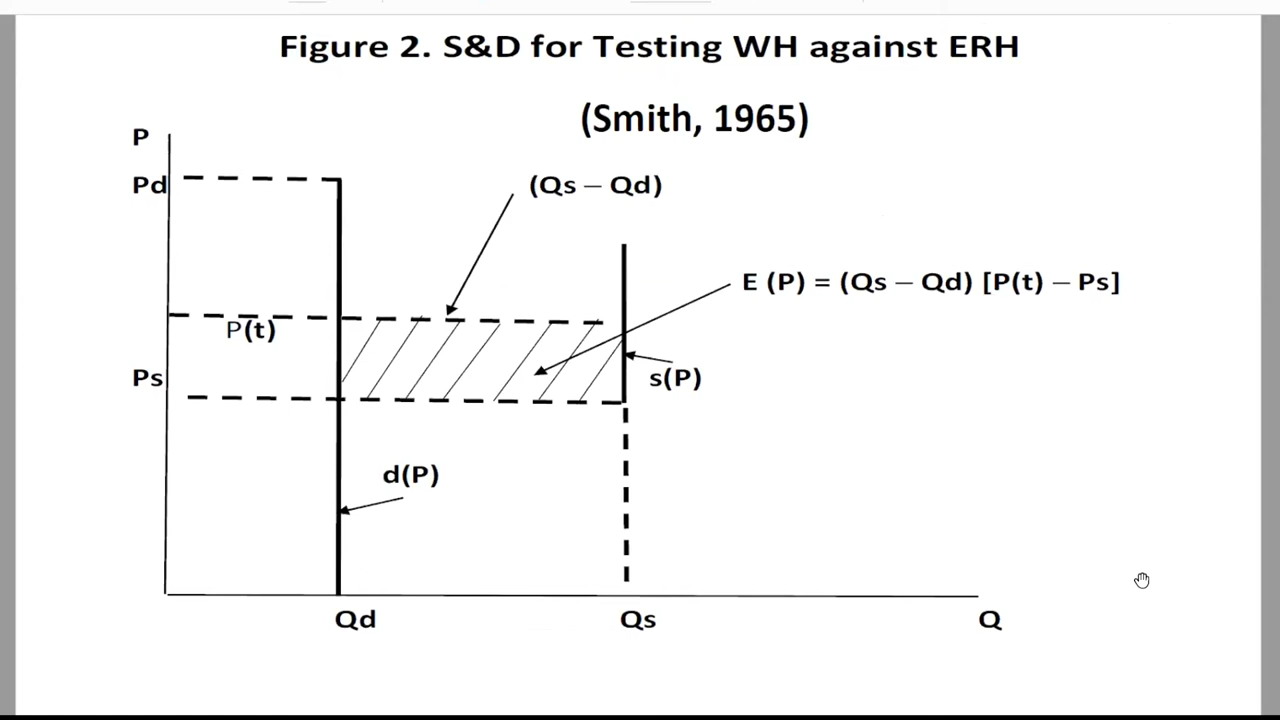 Figure 2. S&D for Testing WH against ERH
(Smith, 1965)
P
Pd
(Qs – Qd)
E (P) = (Qs – Qd) [P(t) – Ps]
P(t)
Ps
s(P)
d(P)
Qd
Qs
Q